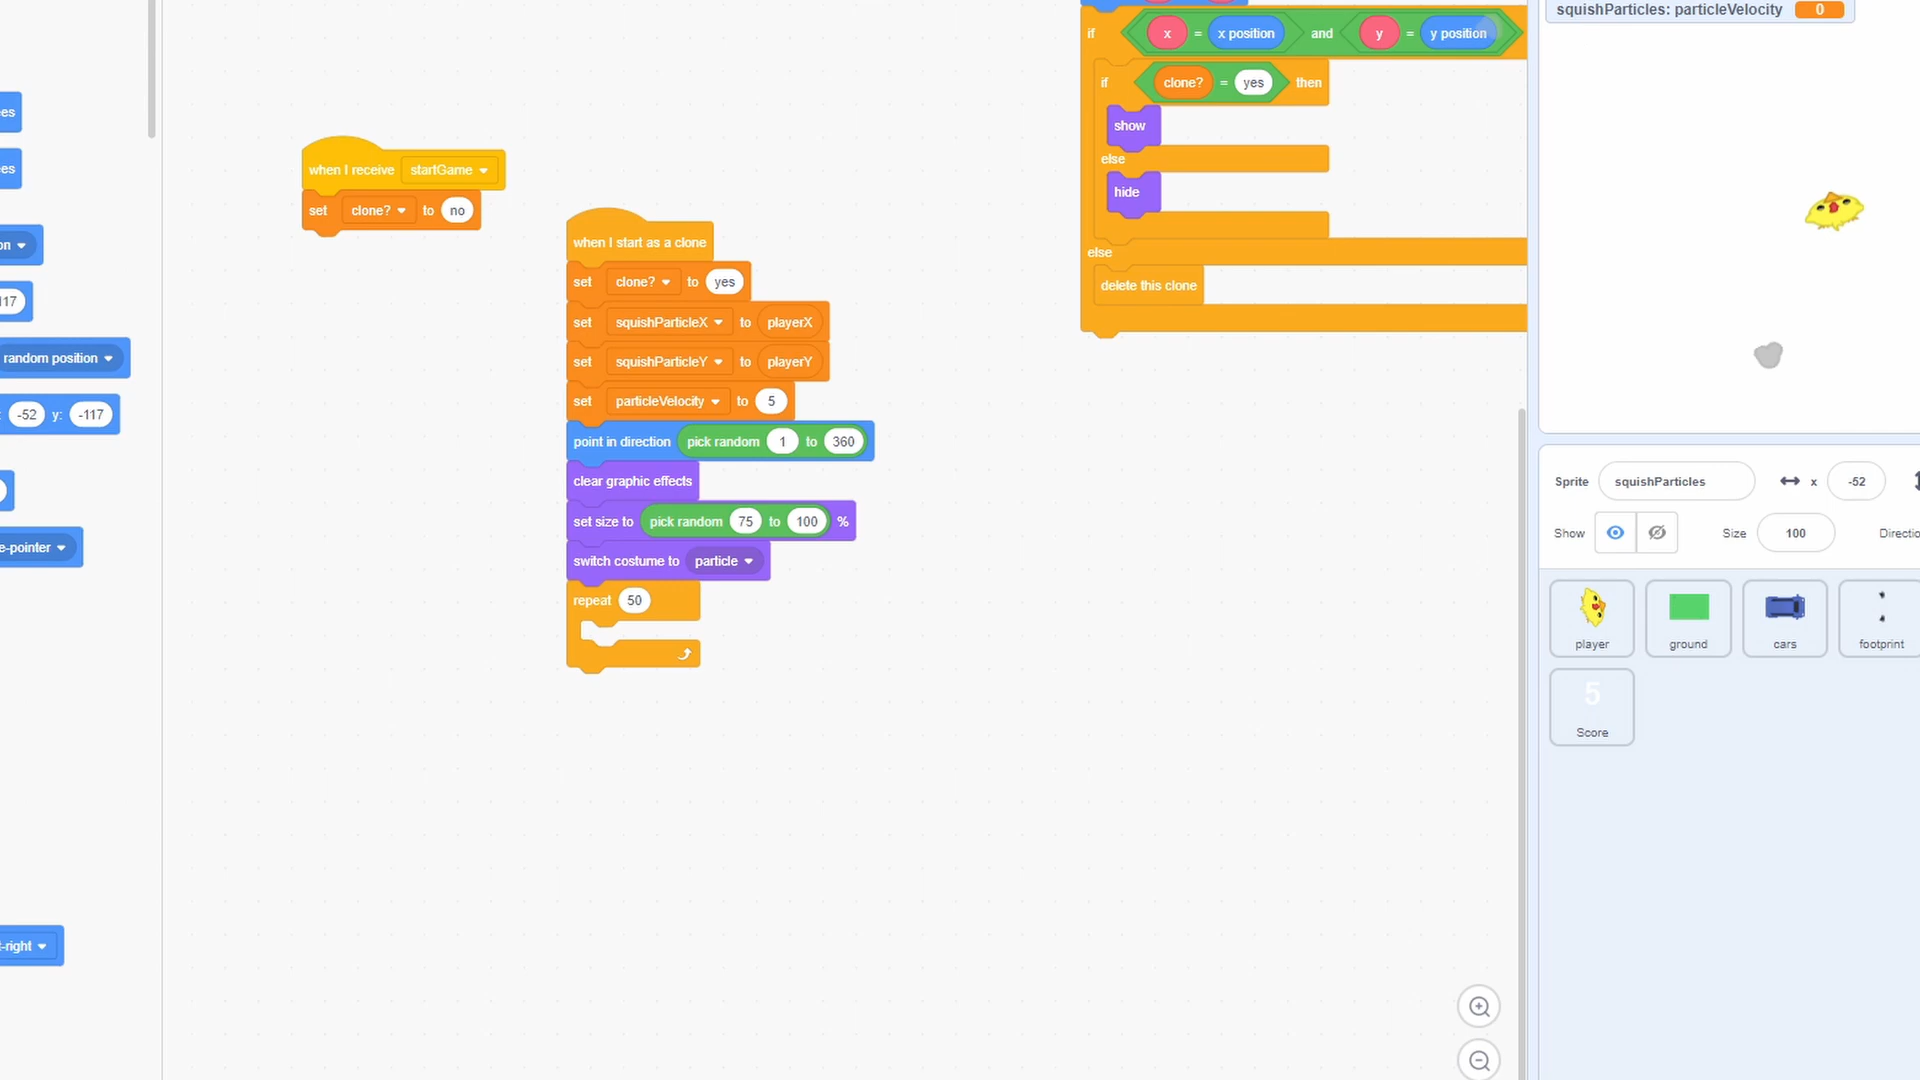 es
es
on
117
random position
-52 y: -117
e-pointer
-right
when I receive startGame
set clone? to no
when I start as a clone
set clone? to yes
set squishParticleX to playerX
set squishParticleY to playerY
set particleVelocity to 5
point in direction pick random 1 to 360
clear graphic effects
set size to pick random 75 to 100 %
switch costume to particle
repeat 50
if x = x position and y = y position
if clone? = yes then
show
else
hide
else
delete this clone
squishParticles: particleVelocity 0
Sprite squishParticles x -52
Show Size 100 Directio
player ground cars footprint
5
Score